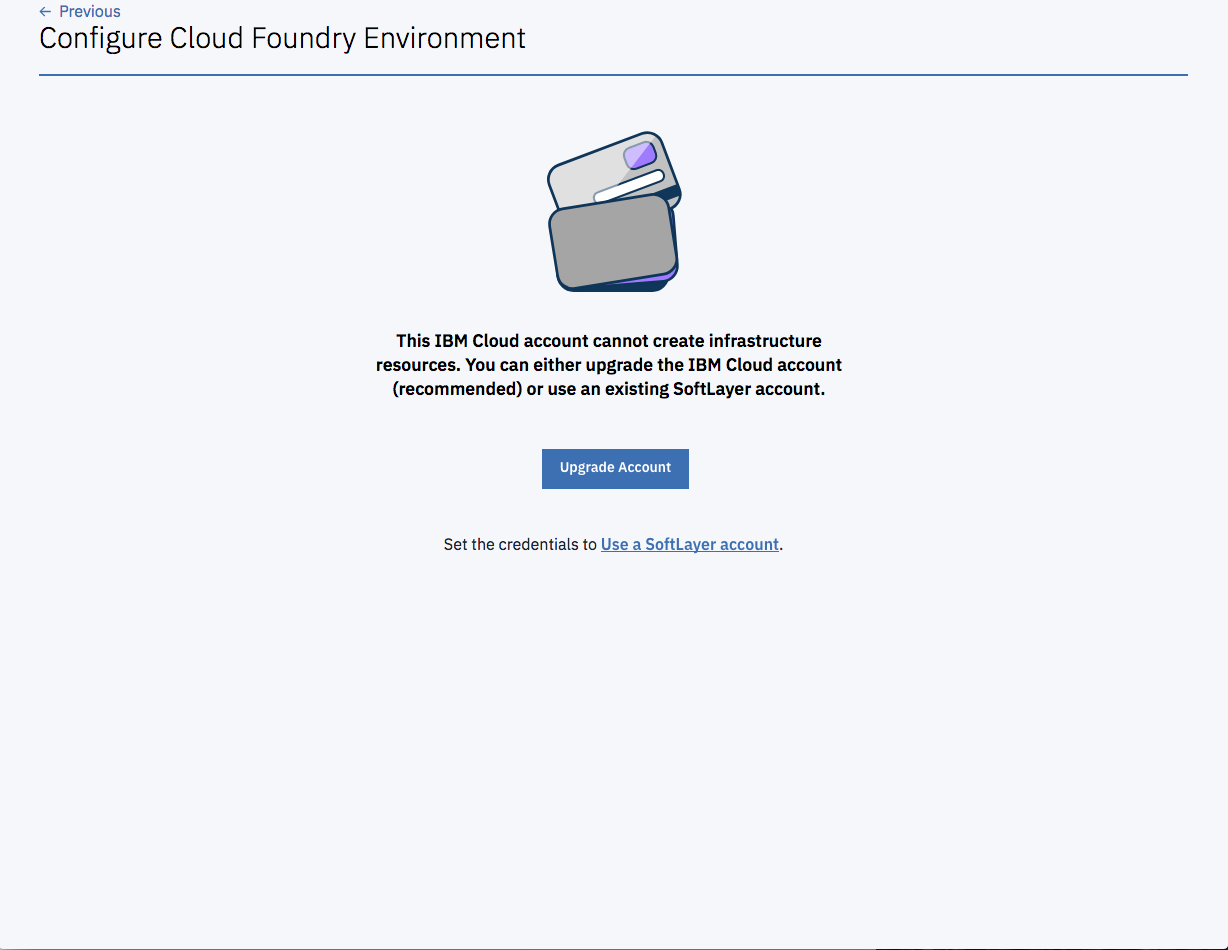 ← Previous
Configure Cloud Foundry Environment
This IBM Cloud account cannot create infrastructure
resources. You can either upgrade the IBM Cloud account
(recommended) or use an existing SoftLayer account.
Upgrade Account
Set the credentials to Use a SoftLayer account.